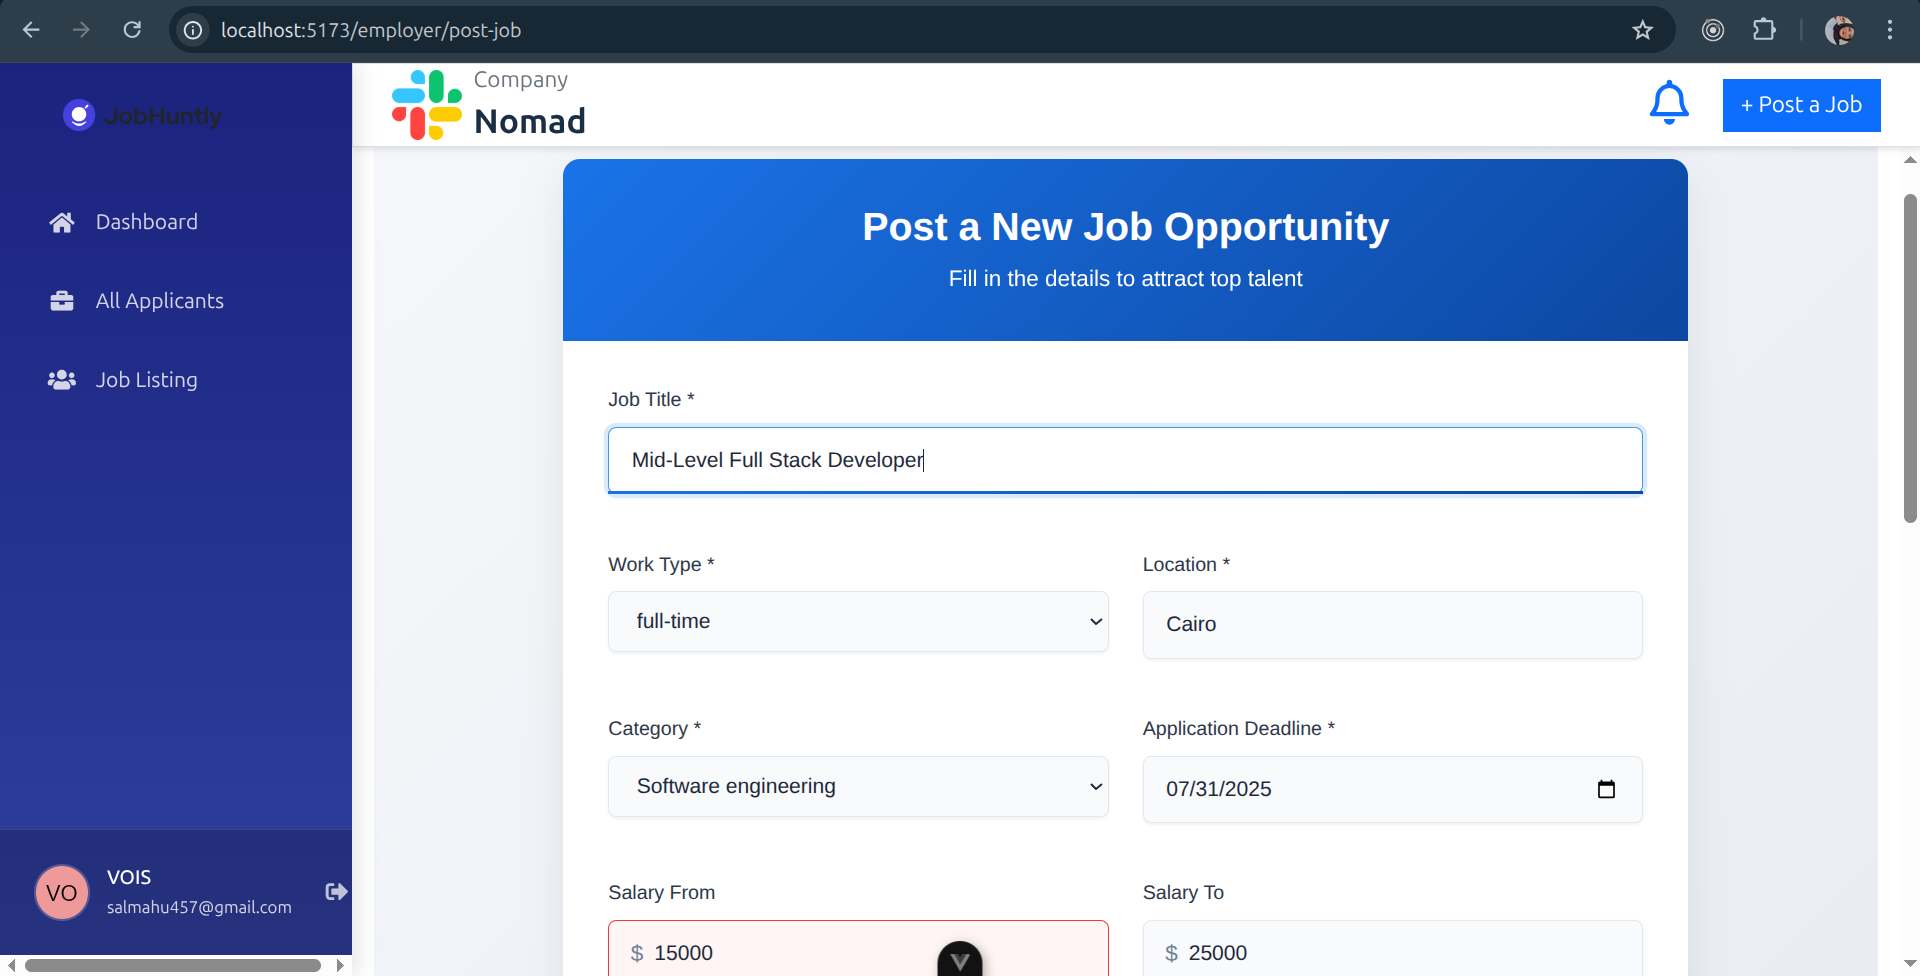 localhost:5173/employer/post-job
JobHuntly
Company
Nomad
+ Post a Job
Dashboard
All Applicants
Job Listing
VO
VOIS
salmahu457@gmail.com
Post a New Job Opportunity
Fill in the details to attract top talent
Job Title *
Mid-Level Full Stack Developer
Work Type *
Location *
full-time
Cairo
Category *
Application Deadline *
Software engineering
07/31/2025
Salary From
Salary To
$ 15000
$ 25000